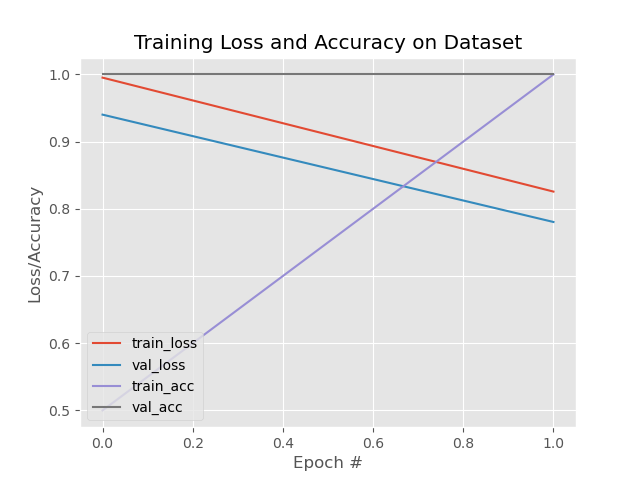 Training Loss and Accuracy on Dataset
Loss/Accuracy
1.0
0.9
0.8
0.7
0.6
0.5
train_loss
val_loss
train_acc
val_acc
0.0 0.2 0.4 0.6 0.8 1.0
Epoch #